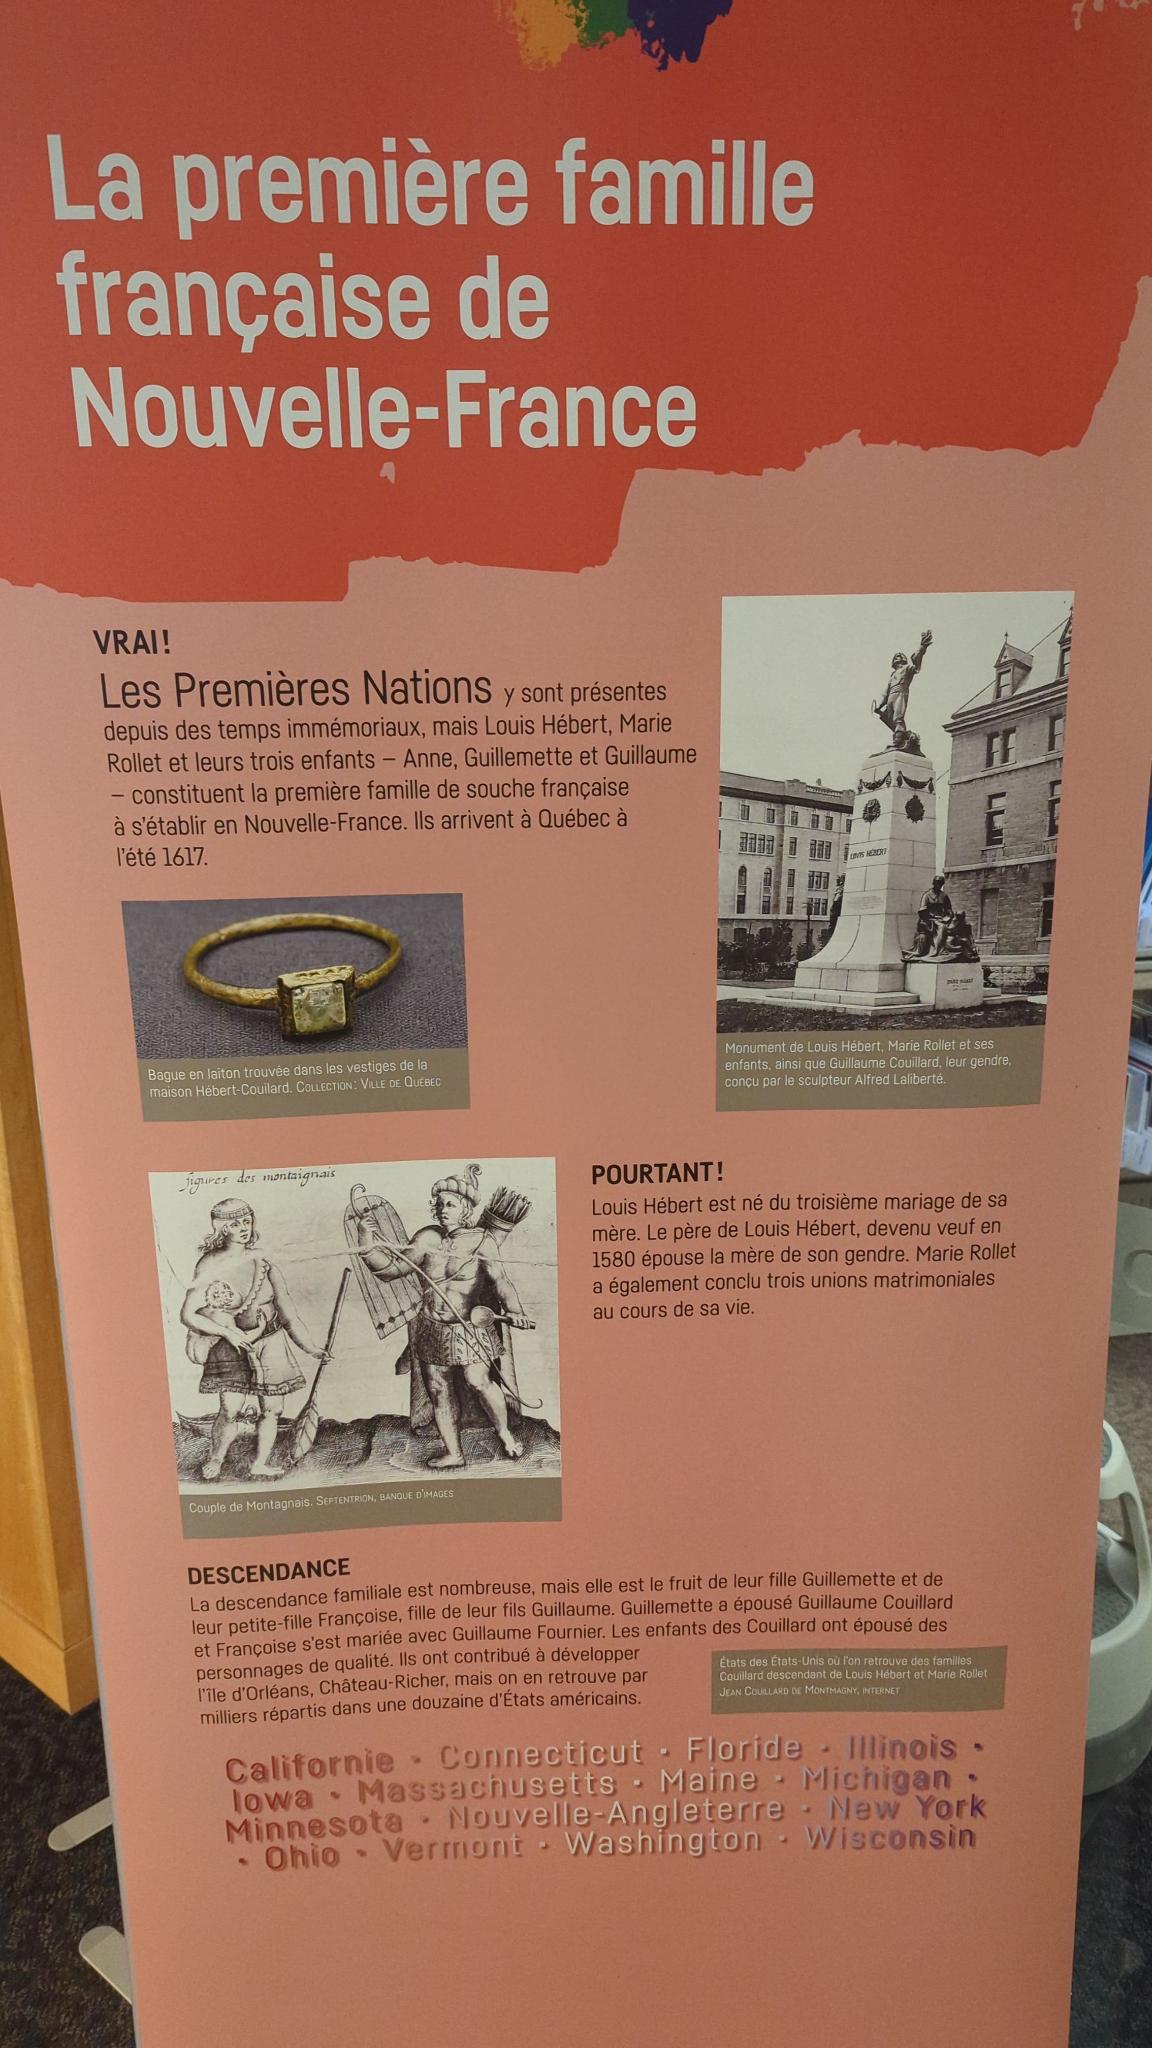 La première famille
française de
Nouvelle-France
VRAI!
Les Premières Nations y sont présentes
depuis des temps immémoriaux, mais Louis Hébert, Marie
Rollet et leurs trois enfants – Anne, Guillemette et Guillaume
– constituent la première famille de souche française
à s'établir en Nouvelle-France. Ils arrivent à Québec à
l'été 1617.
LOUIS HÉBERT
Bague en laiton trouvée dans les vestiges de la
maison Hébert-Couilard. COLLECTION : VILLE DE QUÉBEC
Monument de Louis Hébert, Marie Rollet et ses
enfants, ainsi que Guillaume Couillard, leur gendre,
conçu par le sculpteur Alfred Laliberté.
figures des montaignais
Couple de Montagnais. SEPTENTRION, BANQUE D'IMAGES
POURTANT!
Louis Hébert est né du troisième mariage de sa
mère. Le père de Louis Hébert, devenu veuf en
1580 épouse la mère de son gendre. Marie Rollet
a également conclu trois unions matrimoniales
au cours de sa vie.
DESCENDANCE
La descendance familiale est nombreuse, mais elle est le fruit de leur fille Guillemette et de
leur petite-fille Françoise, fille de leur fils Guillaume. Guillemette a épousé Guillaume Couillard
et Françoise s'est mariée avec Guillaume Fournier. Les enfants des Couillard ont épousé des
personnages de qualité. Ils ont contribué à développer
l'île d'Orléans, Château-Richer, mais on en retrouve par
milliers répartis dans une douzaine d'États américains.
États des États-Unis où l'on retrouve des familles
Couillard descendant de Louis Hébert et Marie Rollet
JEAN COUILLARD DE MONTMAGNY, INTERNET
Californie • Connecticut • Floride • Illinois •
Iowa • Massachusetts • Maine • Michigan •
Minnesota • Nouvelle-Angleterre • New York
• Ohio • Vermont • Washington • Wisconsin